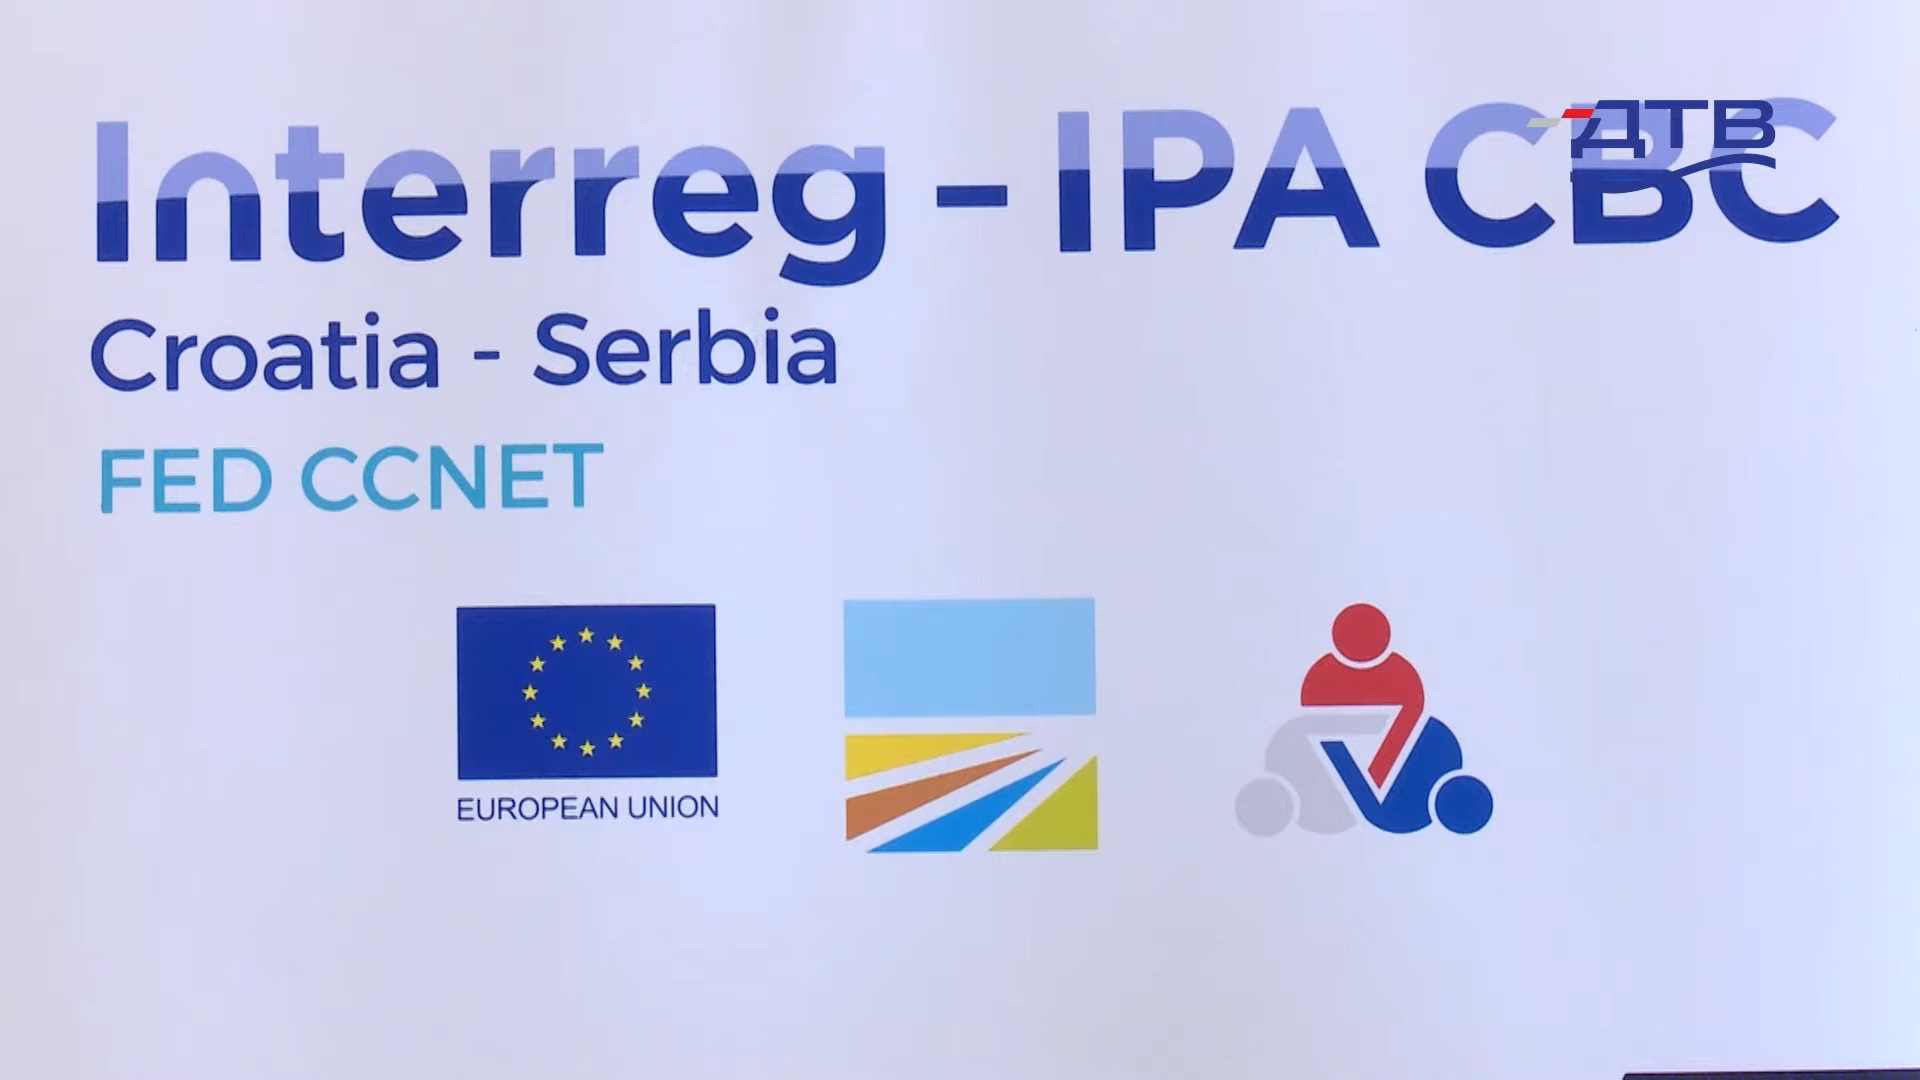 Interreg - IPA CBC
ДТВ
Croatia - Serbia
FED CCNET
EUROPEAN UNION